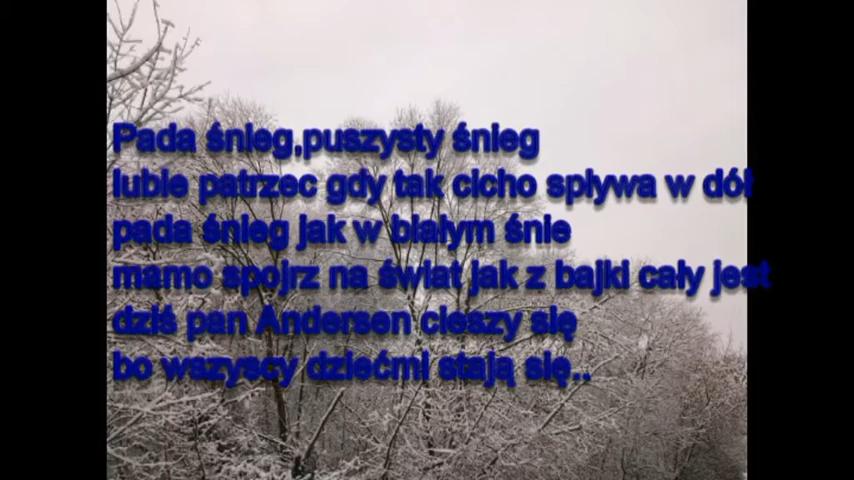 Pada śnieg,puszysty śnieg
lubie patrzec gdy tak cicho spływa w dół
pada śnieg jak w białym śnie
mamo spojrz na świat jak z bajki cały jest
dziś pan Andersen cieszy się
bo wszyscy dziećmi stają się..